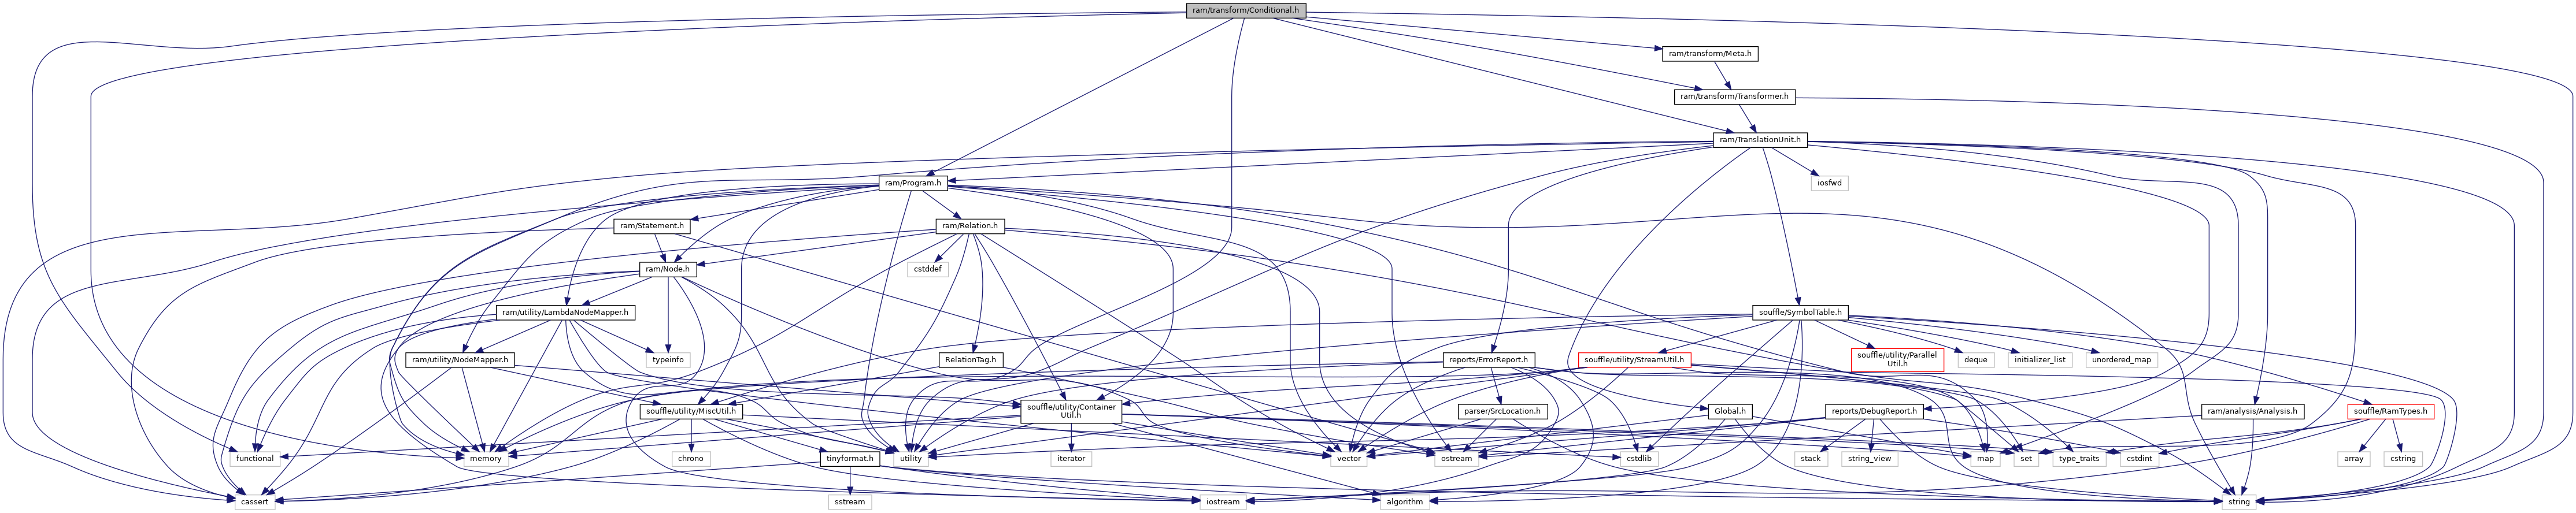 ram/transform/Conditional.h
ram/transform/Meta.h
ram/transform/Transformer.h
ram/TranslationUnit.h
ram/Program.h
iosfwd
ram/Statement.h
ram/Relation.h
ram/Node.h
cstddef
ram/utility/LambdaNodeMapper.h
souffle/SymbolTable.h
ram/utility/NodeMapper.h
typeinfo
RelationTag.h
reports/ErrorReport.h
souffle/utility/StreamUtil.h
souffle/utility/Parallel
Util.h
deque
initializer_list
unordered_map
souffle/utility/MiscUtil.h
souffle/utility/Container
Util.h
parser/SrcLocation.h
Global.h
reports/DebugReport.h
ram/analysis/Analysis.h
souffle/RamTypes.h
functional
memory
chrono
tinyformat.h
utility
iterator
vector
ostream
cstdlib
stack
string_view
map
set
type_traits
cstdint
array
cstring
cassert
sstream
iostream
algorithm
string